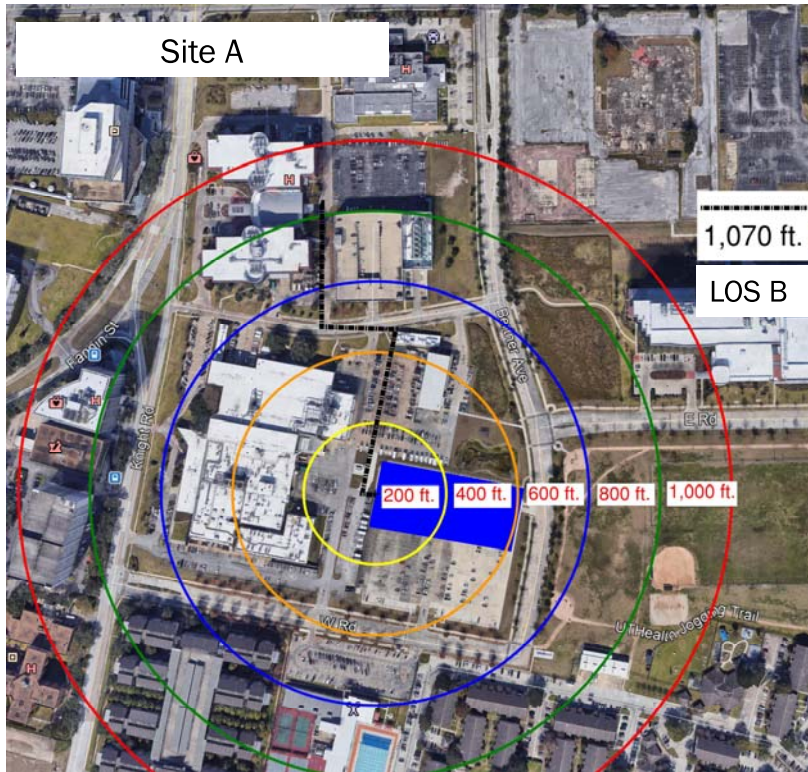 Site A
1,070 ft.
LOS B
Fannin St
Knight Rd
Bertner Ave
E Rd
200 ft.
400 ft.
600 ft.
800 ft.
1,000 ft.
W Rd
UTHealth Jogging Trail
H
H
H
H
X